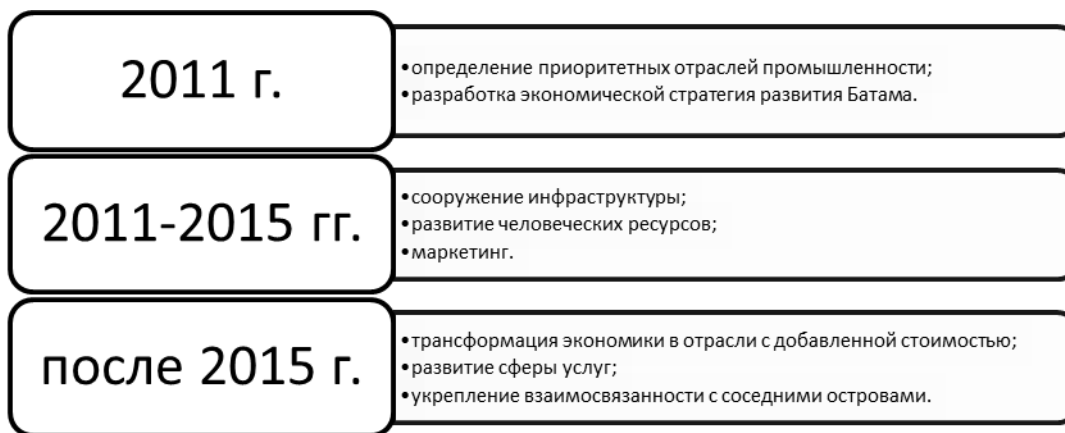 2011 г.
•определение приоритетных отраслей промышленности;
•разработка экономической стратегия развития Батама.
2011-2015 гг.
•сооружение инфраструктуры;
•развитие человеческих ресурсов;
•маркетинг.
после 2015 г.
•трансформация экономики в отрасли с добавленной стоимостью;
•развитие сферы услуг;
•укрепление взаимосвязанности с соседними островами.